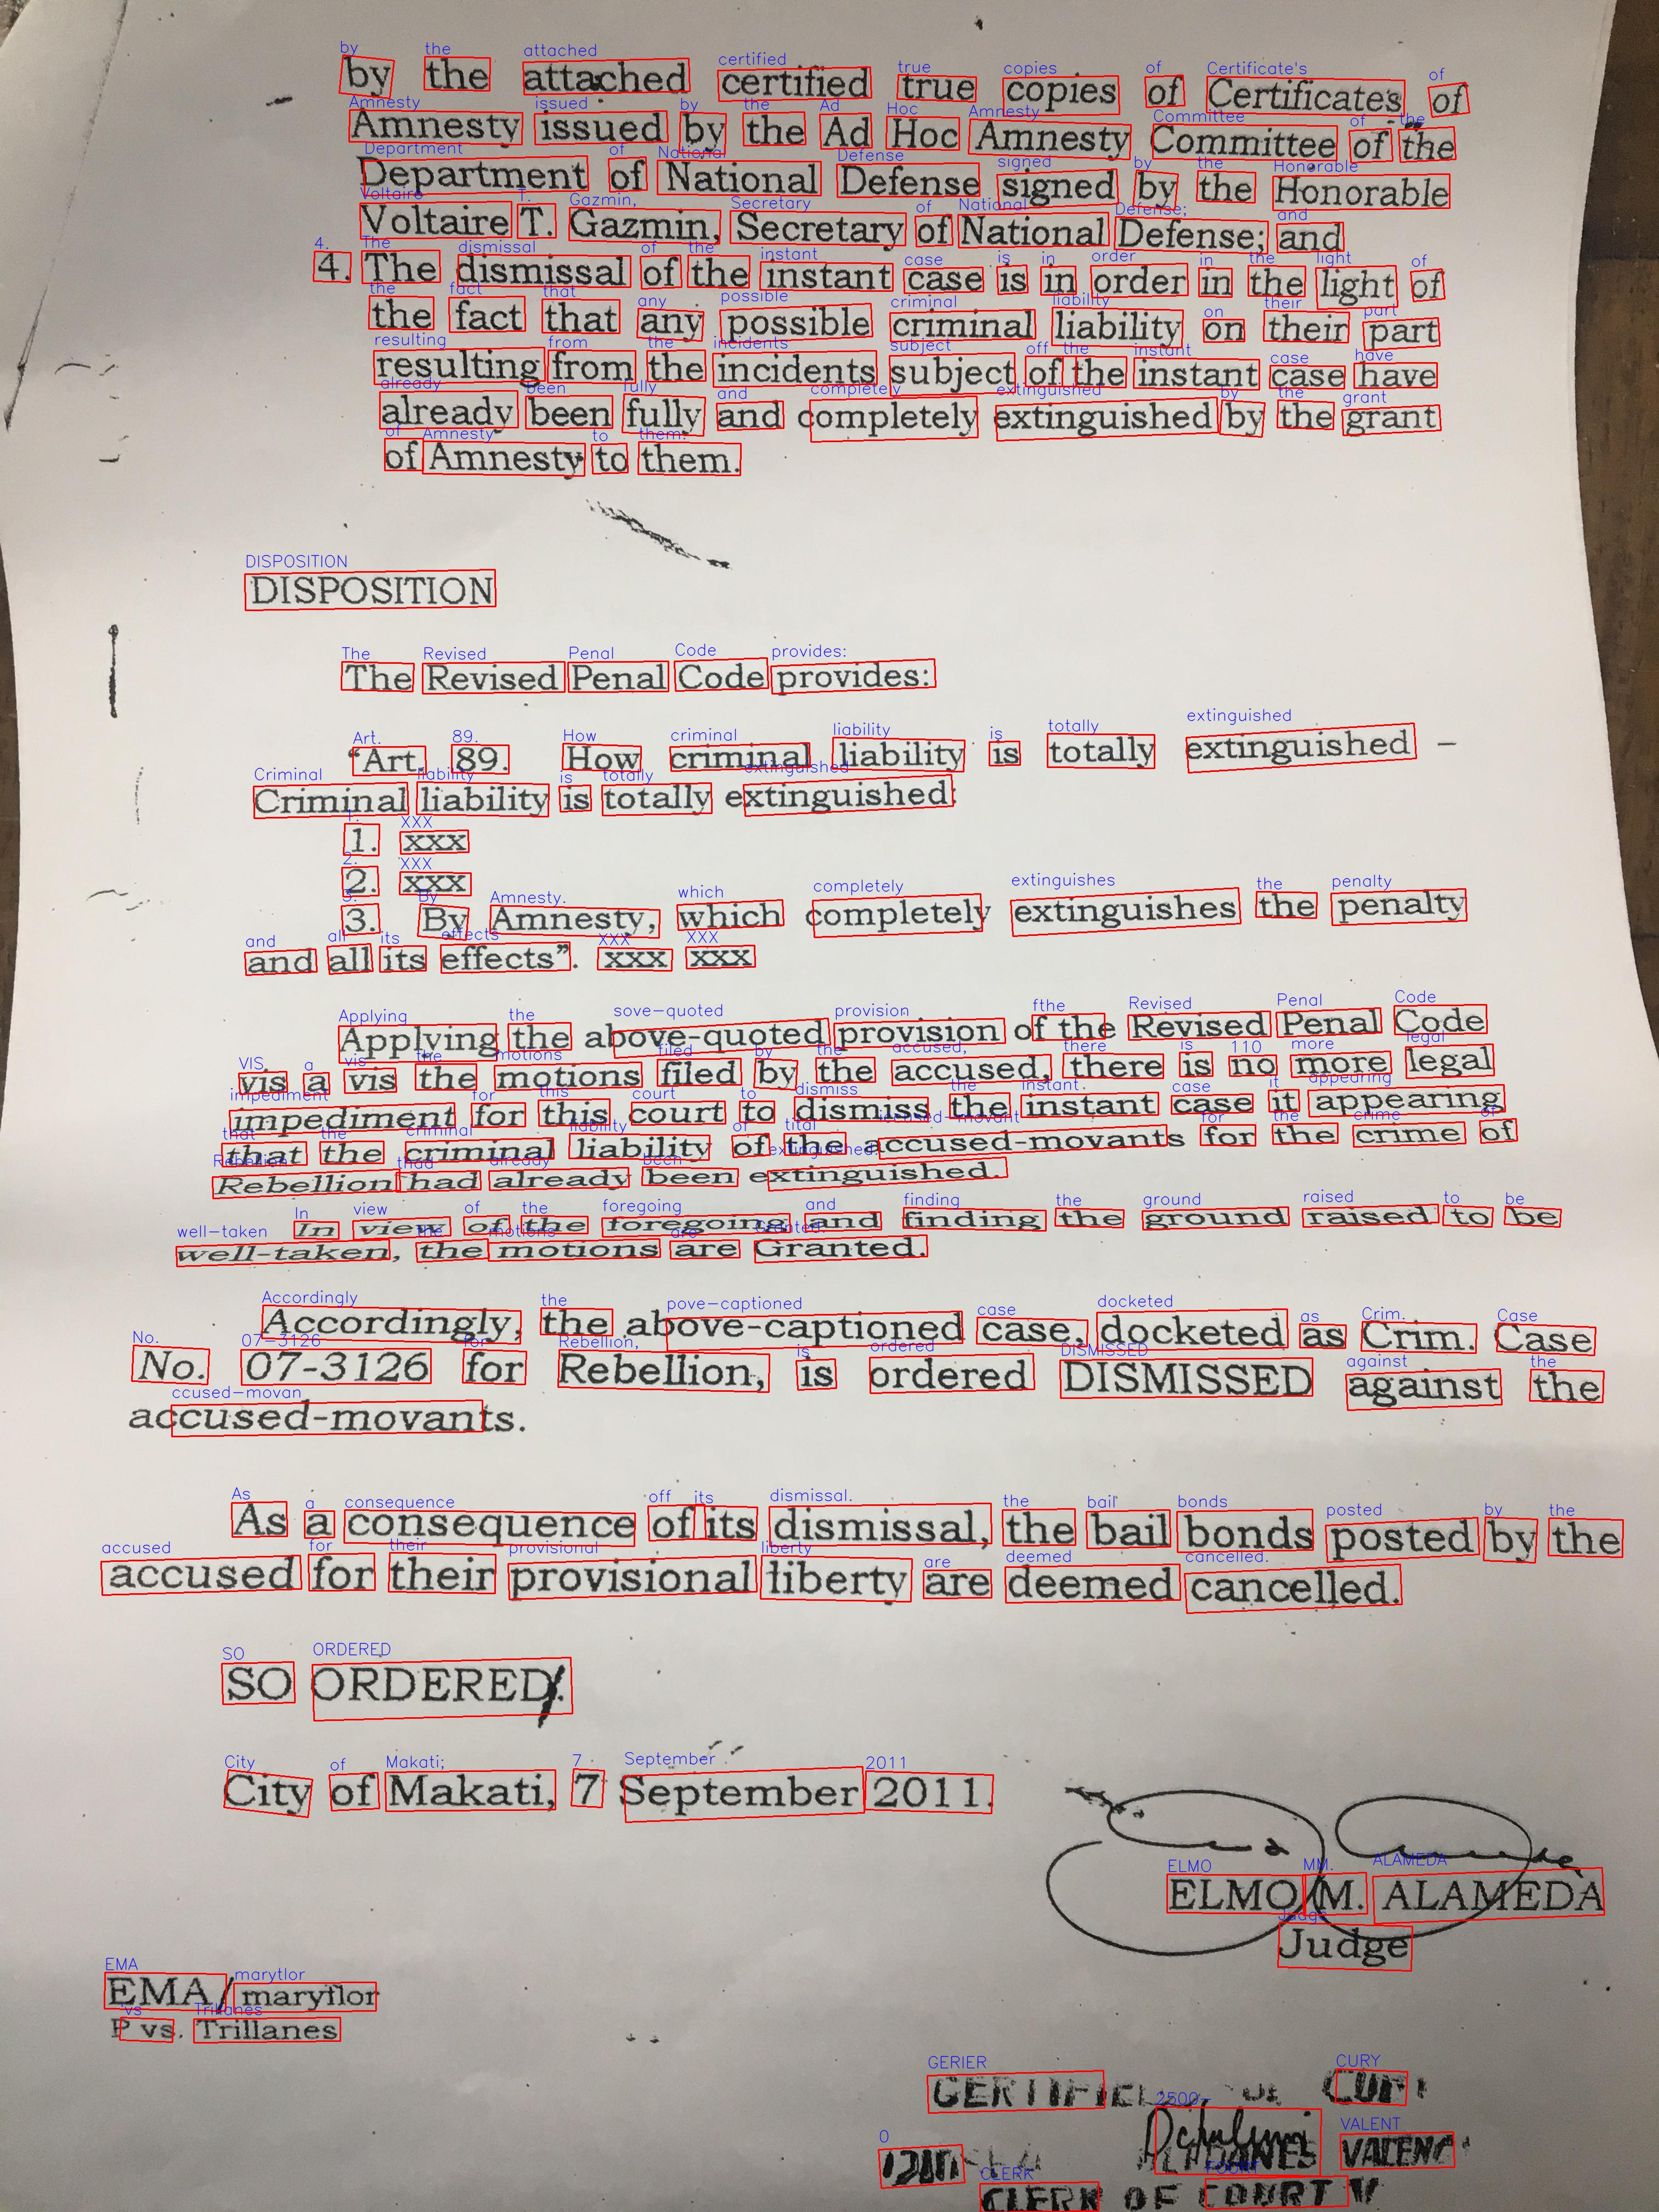 by the attached certified true copies of Certificate's of
Amnesty issued by the Ad Hoc Amnesty Committee of the
Department of National Defense signed by the Honorable
Voltaire T. Gazmin, Secretary of National Defense; and
4. The dismissal of the instant case is in order in the light of
the fact that any possible criminal liability on their part
resulting from the incidents subject of the instant case have
already been fully and completely extinguished by the grant
of Amnesty to them.
DISPOSITION
The Revised Penal Code provides:
“Art. 89. How criminal liability is totally extinguished –
Criminal liability is totally extinguished:
1. xxx
2. xxx
3. By Amnesty, which completely extinguishes the penalty
and all its effects”. xxx xxx
Applying the above-quoted provision of the Revised Penal Code
vis a vis the motions filed by the accused, there is no more legal
impediment for this court to dismiss the instant case it appearing
that the criminal liability of the accused-movants for the crime of
Rebellion had already been extinguished.
In view of the foregoing and finding the ground raised to be
well-taken, the motions are Granted.
Accordingly, the above-captioned case, docketed as Crim. Case
No. 07-3126 for Rebellion, is ordered DISMISSED against the
accused-movants.
As a consequence of its dismissal, the bail bonds posted by the
accused for their provisional liberty are deemed cancelled.
SO ORDERED.
City of Makati, 7 September 2011.
ELMO M. ALAMEDA
Judge
EMA/maryflor
P vs. Trillanes
CLERK OF COURT V